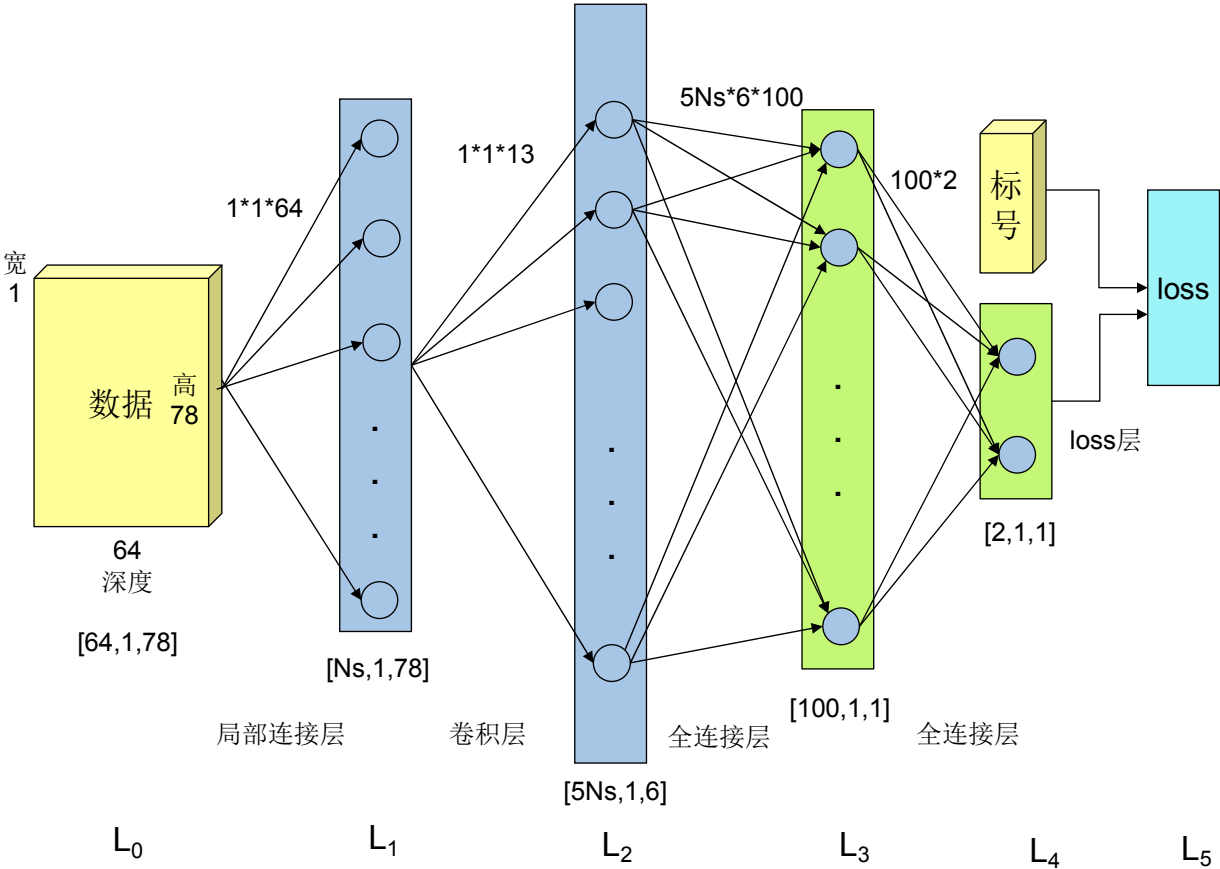 宽
1
数据
高
78
64
深度
[64,1,78]
1*1*64
[Ns,1,78]
局部连接层
1*1*13
卷积层
[5Ns,1,6]
5Ns*6*100
全连接层
[100,1,1]
100*2
全连接层
标
号
[2,1,1]
loss层
loss
L₀
L₁
L₂
L₃
L₄
L₅